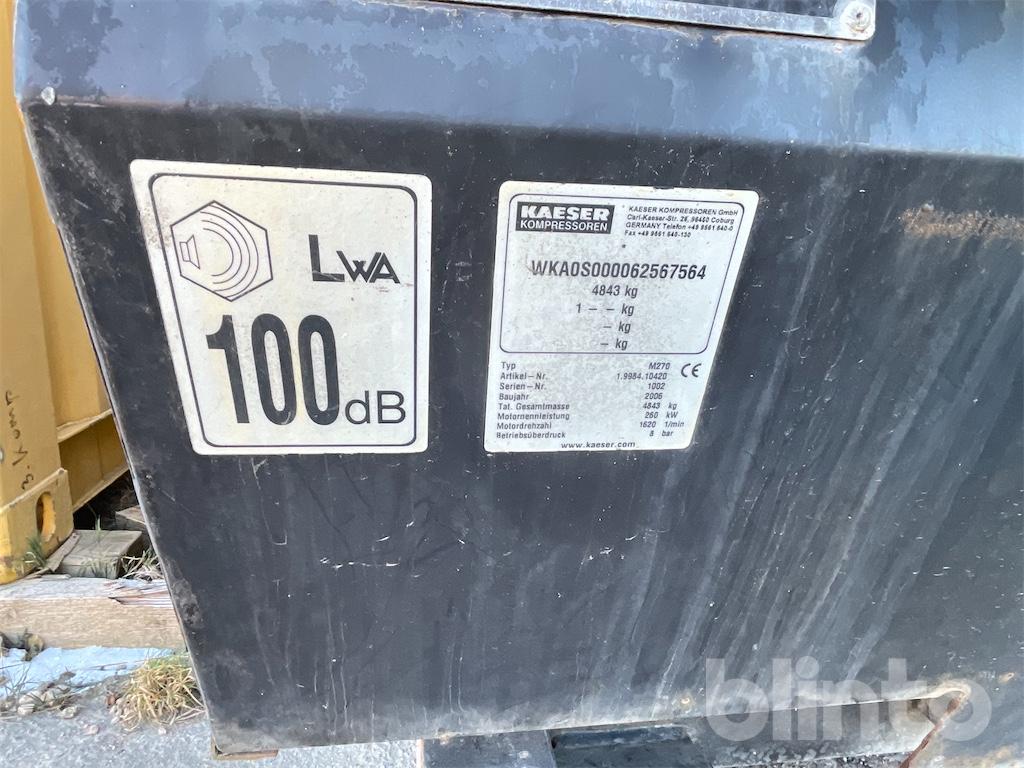 LWA
100dB
KAESER
KOMPRESSOREN
KAESER KOMPRESSOREN GmbH
Carl-Kaeser-Str. 26, 96450 Coburg
GERMANY Telefon +49 9561 640-0
Fax +49 9561 640-130
WKA0S000062567564
4843 kg
1 – – kg
– kg
– kg
Typ M270
Artikel-Nr. 1.9984.10420
Serien-Nr. 1002
Baujahr 2006
Tat. Gesamtmasse 4843 kg
Motornennleistung 260 kW
Motordrehzahl 1620 1/min
Betriebsüberdruck 8 bar
CE
www.kaeser.com
blinto